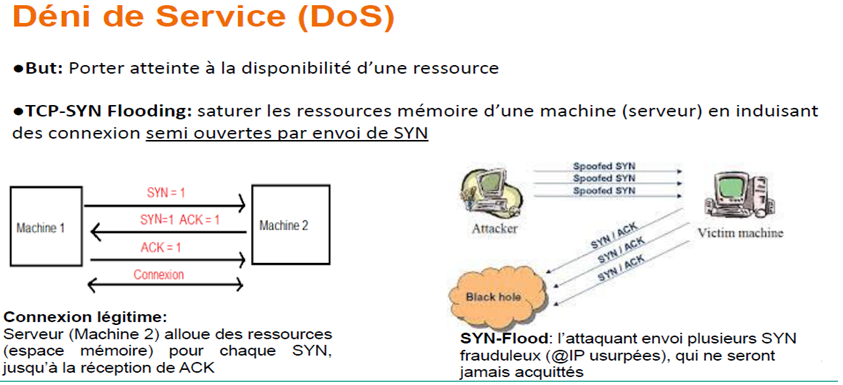 Déni de Service (DoS)
●But: Porter atteinte à la disponibilité d'une ressource
●TCP-SYN Flooding: saturer les ressources mémoire d'une machine (serveur) en induisant
des connexion semi ouvertes par envoi de SYN
Machine 1
SYN = 1
SYN=1 ACK = 1
ACK = 1
Connexion
Machine 2
Connexion légitime:
Serveur (Machine 2) alloue des ressources
(espace mémoire) pour chaque SYN,
jusqu'à la réception de ACK
Spoofed SYN
Spoofed SYN
Spoofed SYN
Attacker
Victim machine
SYN / ACK
SYN / ACK
SYN / ACK
Black hole
SYN-Flood: l'attaquant envoi plusieurs SYN
frauduleux (@IP usurpées), qui ne seront
jamais acquittés